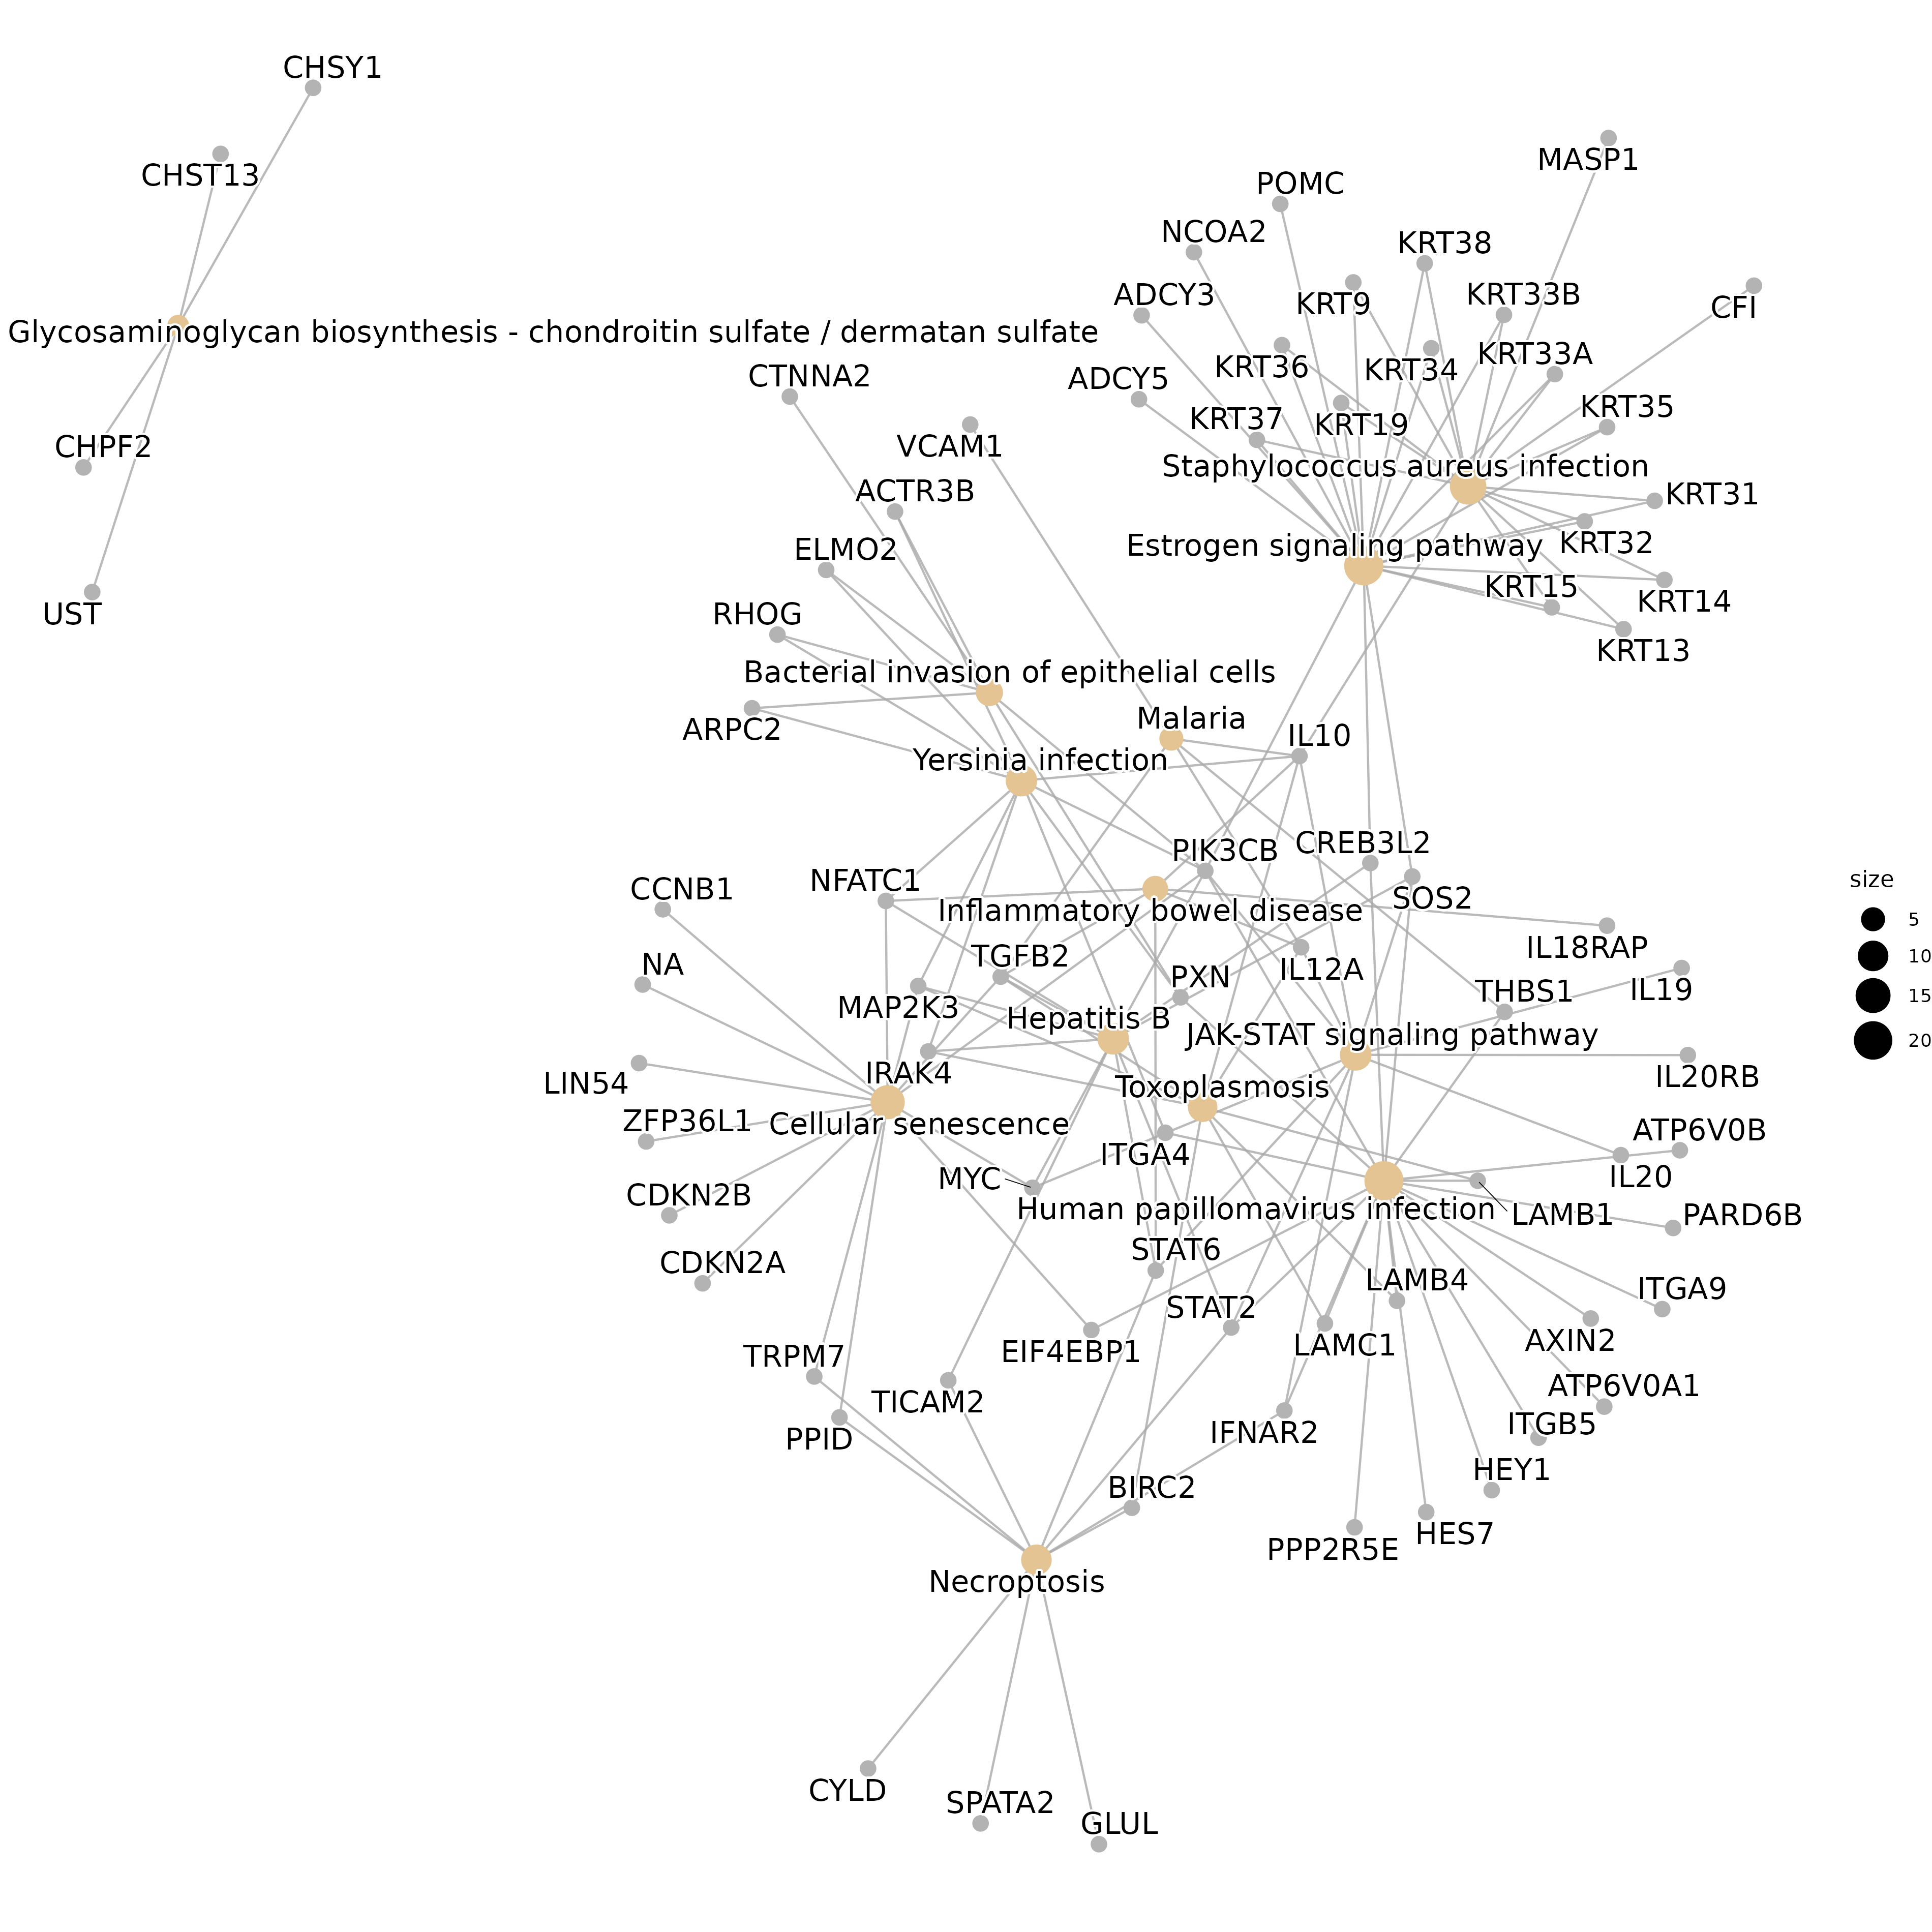 CHSY1
MASP1
CHST13
POMC
NCOA2
KRT38
ADCY3
KRT9
KRT33B
CFI
Glycosaminoglycan biosynthesis - chondroitin sulfate / dermatan sulfate
KRT36
KRT34
KRT33A
CTNNA2
ADCY5
KRT35
KRT37
KRT19
CHPF2
VCAM1
Staphylococcus aureus infection
ACTR3B
KRT31
ELMO2
Estrogen signaling pathway
KRT32
KRT15
KRT14
UST
RHOG
KRT13
Bacterial invasion of epithelial cells
ARPC2
Malaria
IL10
Yersinia infection
PIK3CB
CREB3L2
size
CCNB1
NFATC1
SOS2
5
Inflammatory bowel disease
IL18RAP
10
NA
TGFB2
PXN
IL12A
THBS1
IL19
15
MAP2K3
Hepatitis B
JAK-STAT signaling pathway
20
LIN54
IRAK4
Toxoplasmosis
IL20RB
ZFP36L1
Cellular senescence
ATP6V0B
ITGA4
MYC
IL20
CDKN2B
Human papillomavirus infection
LAMB1
PARD6B
CDKN2A
STAT6
LAMB4
ITGA9
STAT2
TRPM7
EIF4EBP1
LAMC1
AXIN2
TICAM2
ATP6V0A1
PPID
IFNAR2
ITGB5
BIRC2
HEY1
PPP2R5E
HES7
Necroptosis
CYLD
SPATA2
GLUL